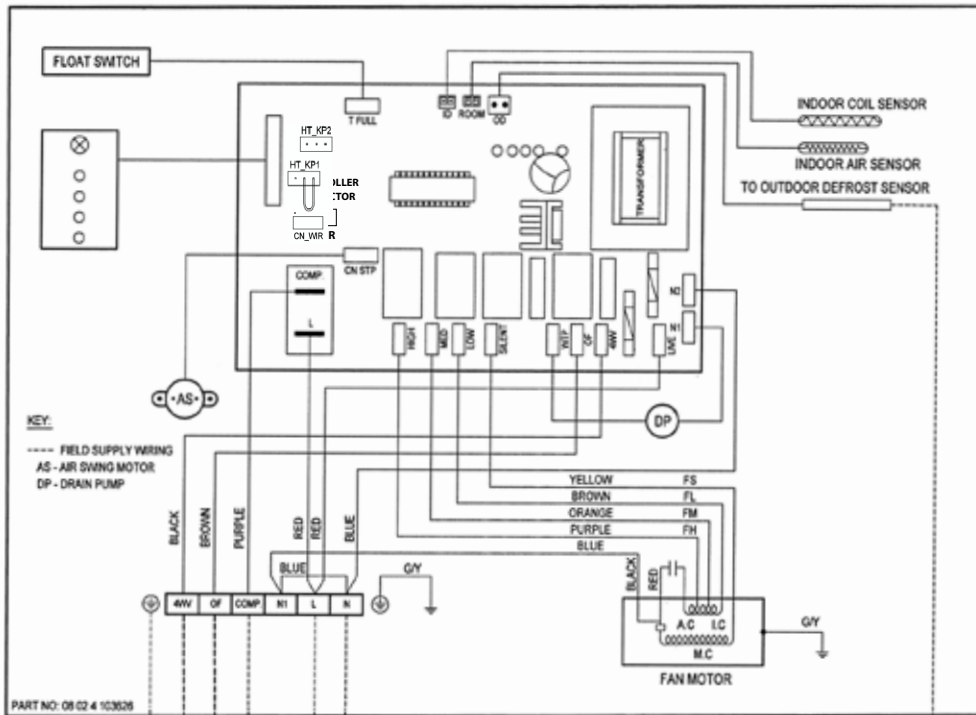 FLOAT SWITCH
T FULL
ID
ROOM
OD
INDOOR COIL SENSOR
INDOOR AIR SENSOR
TO OUTDOOR DEFROST SENSOR
HT_KP2
HT_KP1
OLLER
CTOR
CN_WIR R
TRANSFORMER
CN STP
COMP
L
HIGH
MED
LOW
SILENT
WTP
OF
4WV
LIVE
N2
N1
AS
DP
KEY:
---- FIELD SUPPLY WIRING
AS - AIR SWING MOTOR
DP - DRAIN PUMP
YELLOW FS
BROWN FL
ORANGE FM
PURPLE FH
BLUE
BLACK
BROWN
PURPLE
RED
RED
BLUE
BLUE
G/Y
4WV OF COMP. N1 L N
BLACK
RED
A.C I.C
M.C
G/Y
FAN MOTOR
PART NO: 08 02 4 103626